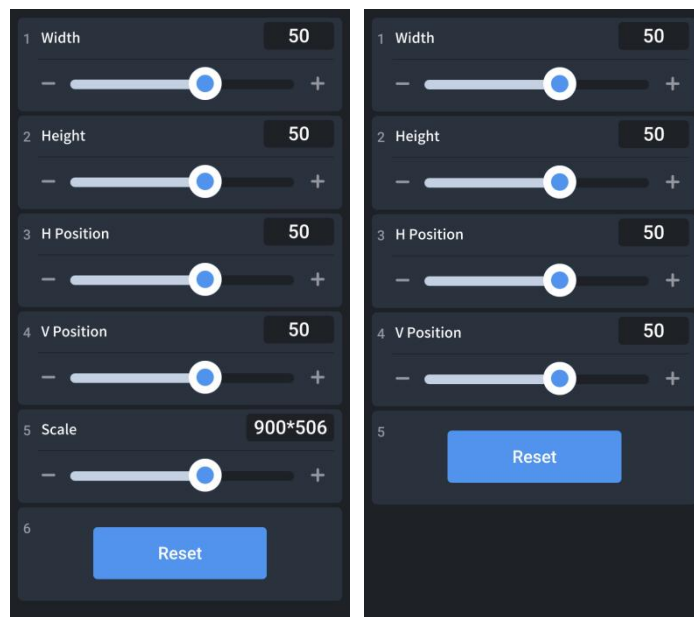 1 Width 50
2 Height 50
3 H Position 50
4 V Position 50
5 Scale 900*506
6
Reset
1 Width 50
2 Height 50
3 H Position 50
4 V Position 50
5
Reset